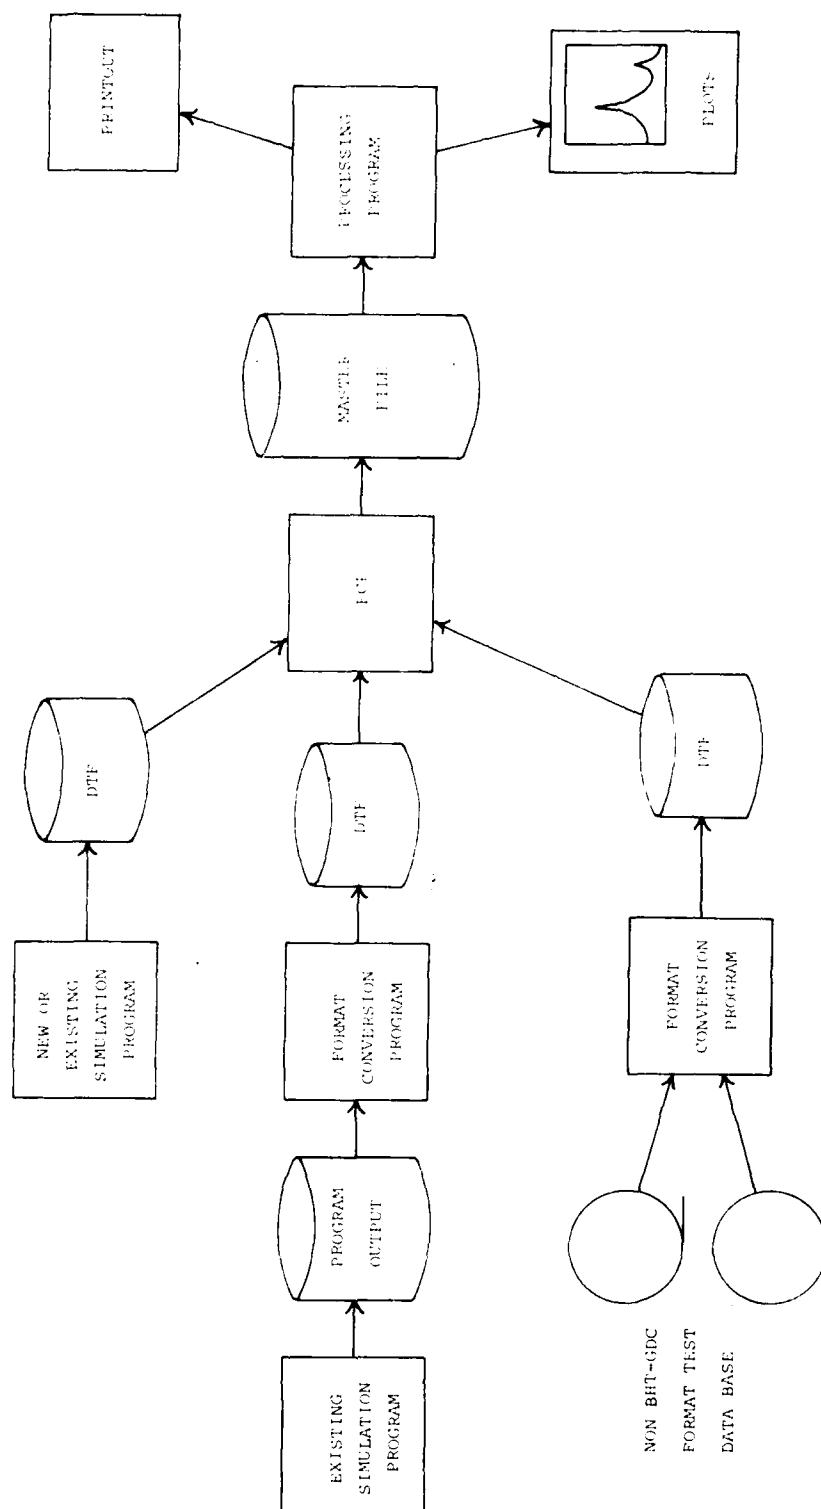 NEW OR
EXISTING
SIMULATION
PROGRAM
DTF
EXISTING
SIMULATION
PROGRAM
PROGRAM
OUTPUT
FORMAT
CONVERSION
PROGRAM
DTF
NON BHT-GDC
FORMAT TEST
DATA BASE
FORMAT
CONVERSION
PROGRAM
DTF
MASTER
FILE
PROCESSING
PROGRAM
PRINTOUT
PLOTS